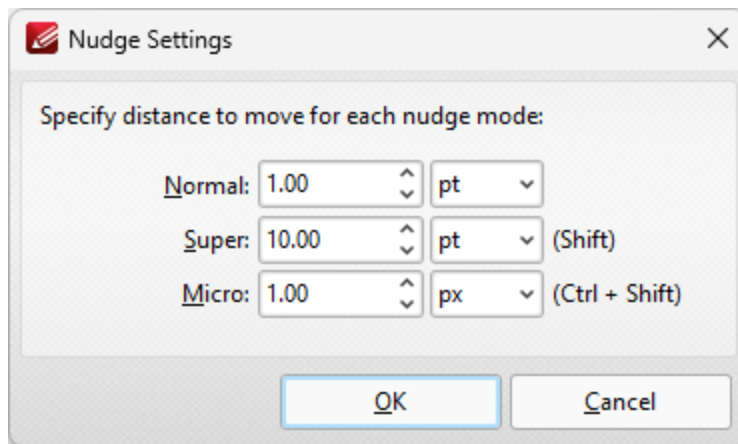 Nudge Settings
Specify distance to move for each nudge mode:
Normal: 1.00 pt
Super: 10.00 pt (Shift)
Micro: 1.00 px (Ctrl + Shift)
OK Cancel